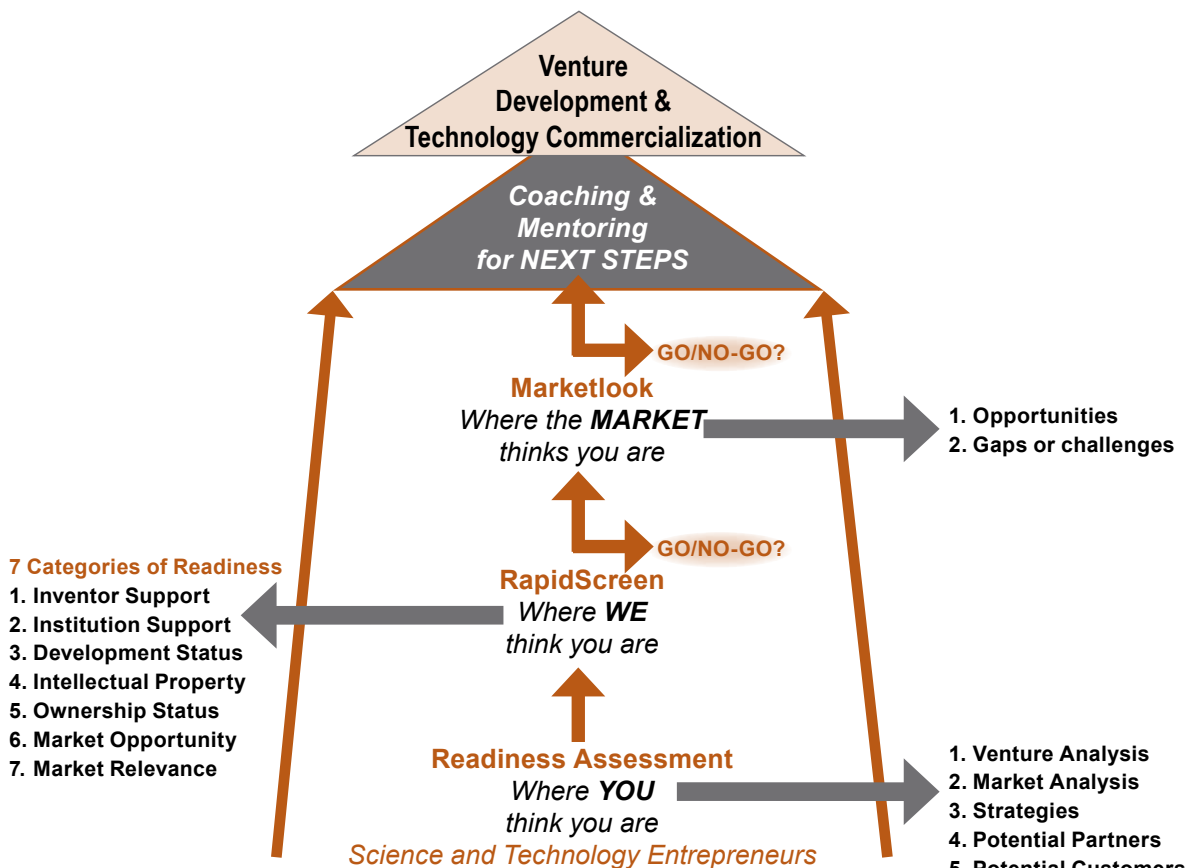 Venture
Development &
Technology Commercialization
Coaching &
Mentoring
for NEXT STEPS
GO/NO-GO?
Marketlook
Where the MARKET
thinks you are
1. Opportunities
2. Gaps or challenges
GO/NO-GO?
RapidScreen
Where WE
think you are
7 Categories of Readiness
1. Inventor Support
2. Institution Support
3. Development Status
4. Intellectual Property
5. Ownership Status
6. Market Opportunity
7. Market Relevance
Readiness Assessment
Where YOU
think you are
Science and Technology Entrepreneurs
1. Venture Analysis
2. Market Analysis
3. Strategies
4. Potential Partners
5. Potential Customers